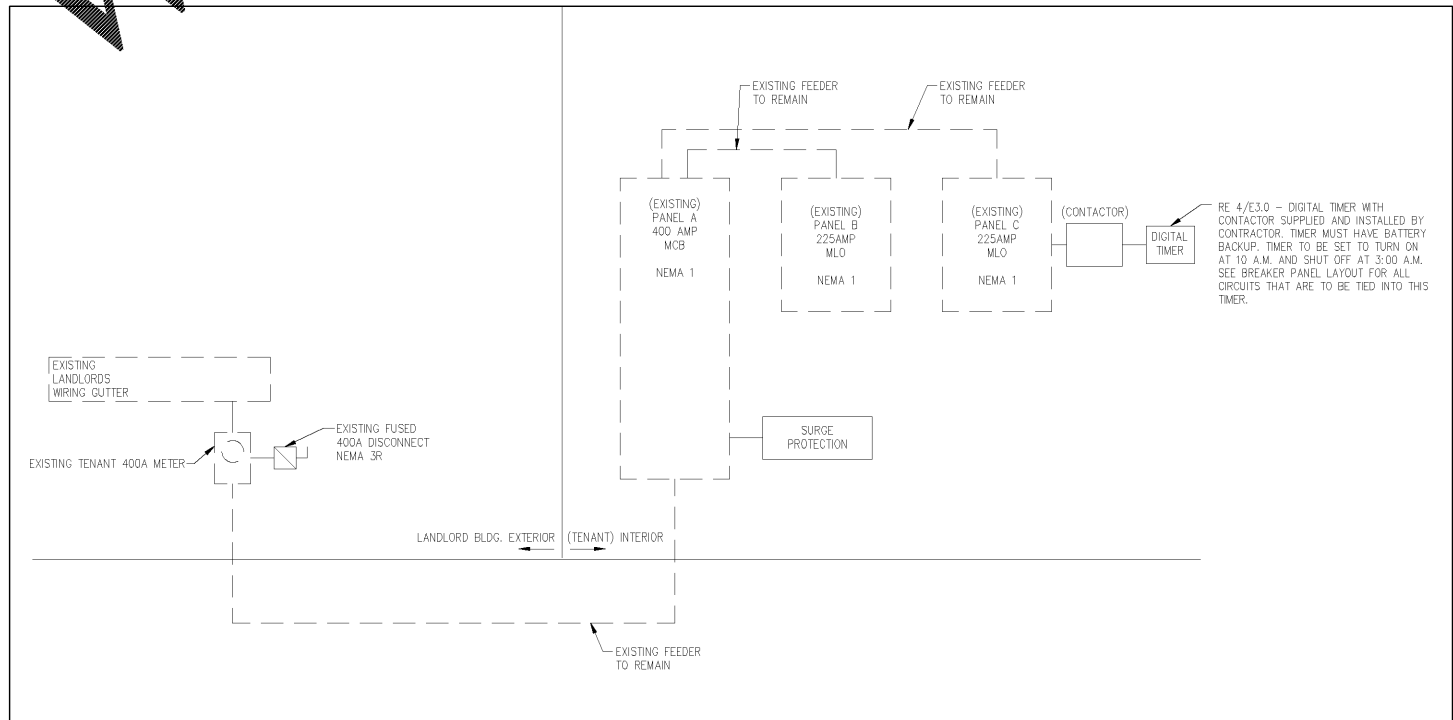 EXISTING FEEDER
TO REMAIN
EXISTING FEEDER
TO REMAIN
(EXISTING)
PANEL A
400 AMP
MCB
NEMA 1
(EXISTING)
PANEL B
225AMP
MLO
NEMA 1
(EXISTING)
PANEL C
225AMP
MLO
NEMA 1
(CONTACTOR)
DIGITAL
TIMER
RE 4/E3.0 – DIGITAL TIMER WITH
CONTACTOR SUPPLIED AND INSTALLED BY
CONTRACTOR. TIMER MUST HAVE BATTERY
BACKUP. TIMER TO BE SET TO TURN ON
AT 10 A.M. AND SHUT OFF AT 3:00 A.M.
SEE BREAKER PANEL LAYOUT FOR ALL
CIRCUITS THAT ARE TO BE TIED INTO THIS
TIMER.
EXISTING
LANDLORDS
WIRING GUTTER
EXISTING FUSED
400A DISCONNECT
NEMA 3R
EXISTING TENANT 400A METER
SURGE
PROTECTION
LANDLORD BLDG. EXTERIOR
(TENANT) INTERIOR
EXISTING FEEDER
TO REMAIN